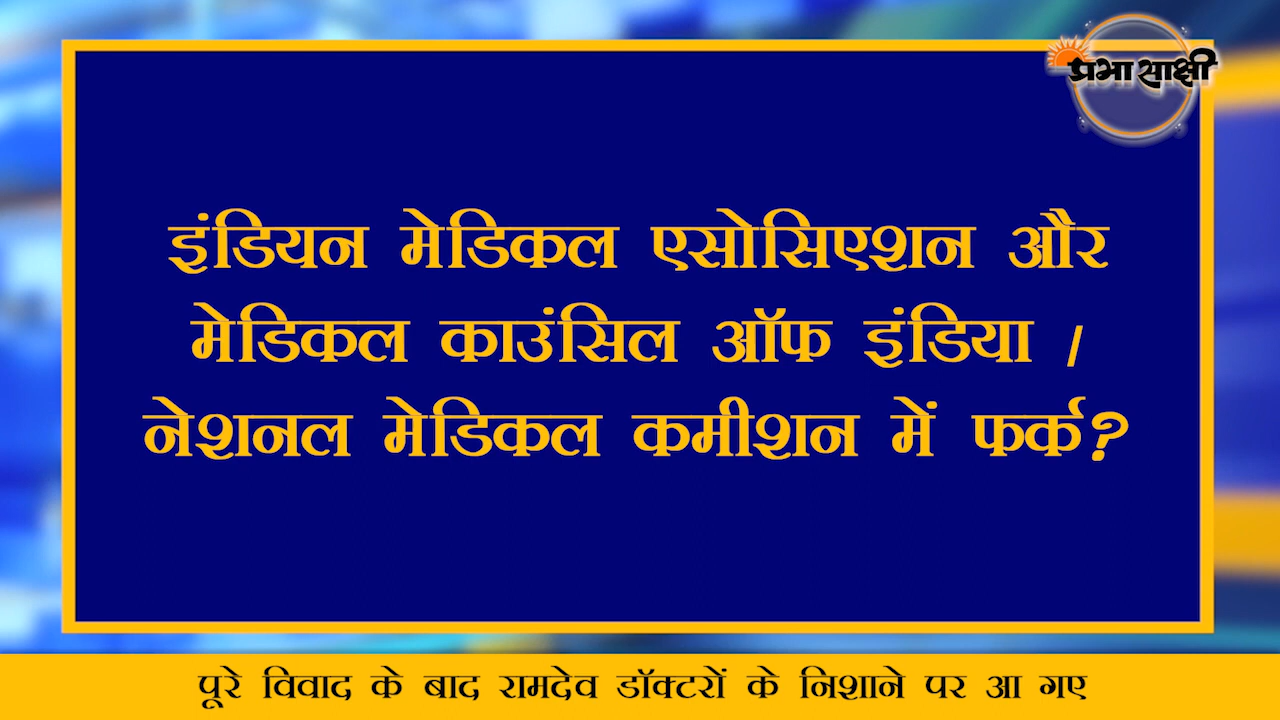 प्रभा साक्षी
इंडियन मेडिकल एसोसिएशन और
मेडिकल काउंसिल ऑफ इंडिया /
नेशनल मेडिकल कमीशन में फर्क?
पूरे विवाद के बाद रामदेव डॉक्टरों के निशाने पर आ गए